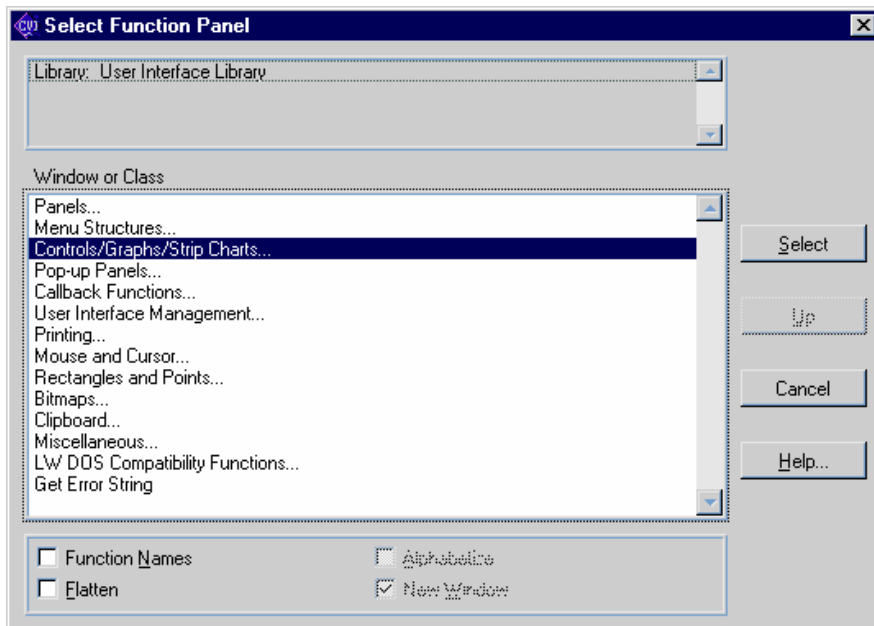 CVI Select Function Panel
Library: User Interface Library
Window or Class
Panels...
Menu Structures...
Controls/Graphs/Strip Charts...
Pop-up Panels...
Callback Functions...
User Interface Management...
Printing...
Mouse and Cursor...
Rectangles and Points...
Bitmaps...
Clipboard...
Miscellaneous...
LW DOS Compatibility Functions...
Get Error String
Select
Up
Cancel
Help...
Function Names
Alphabetize
Flatten
New Window